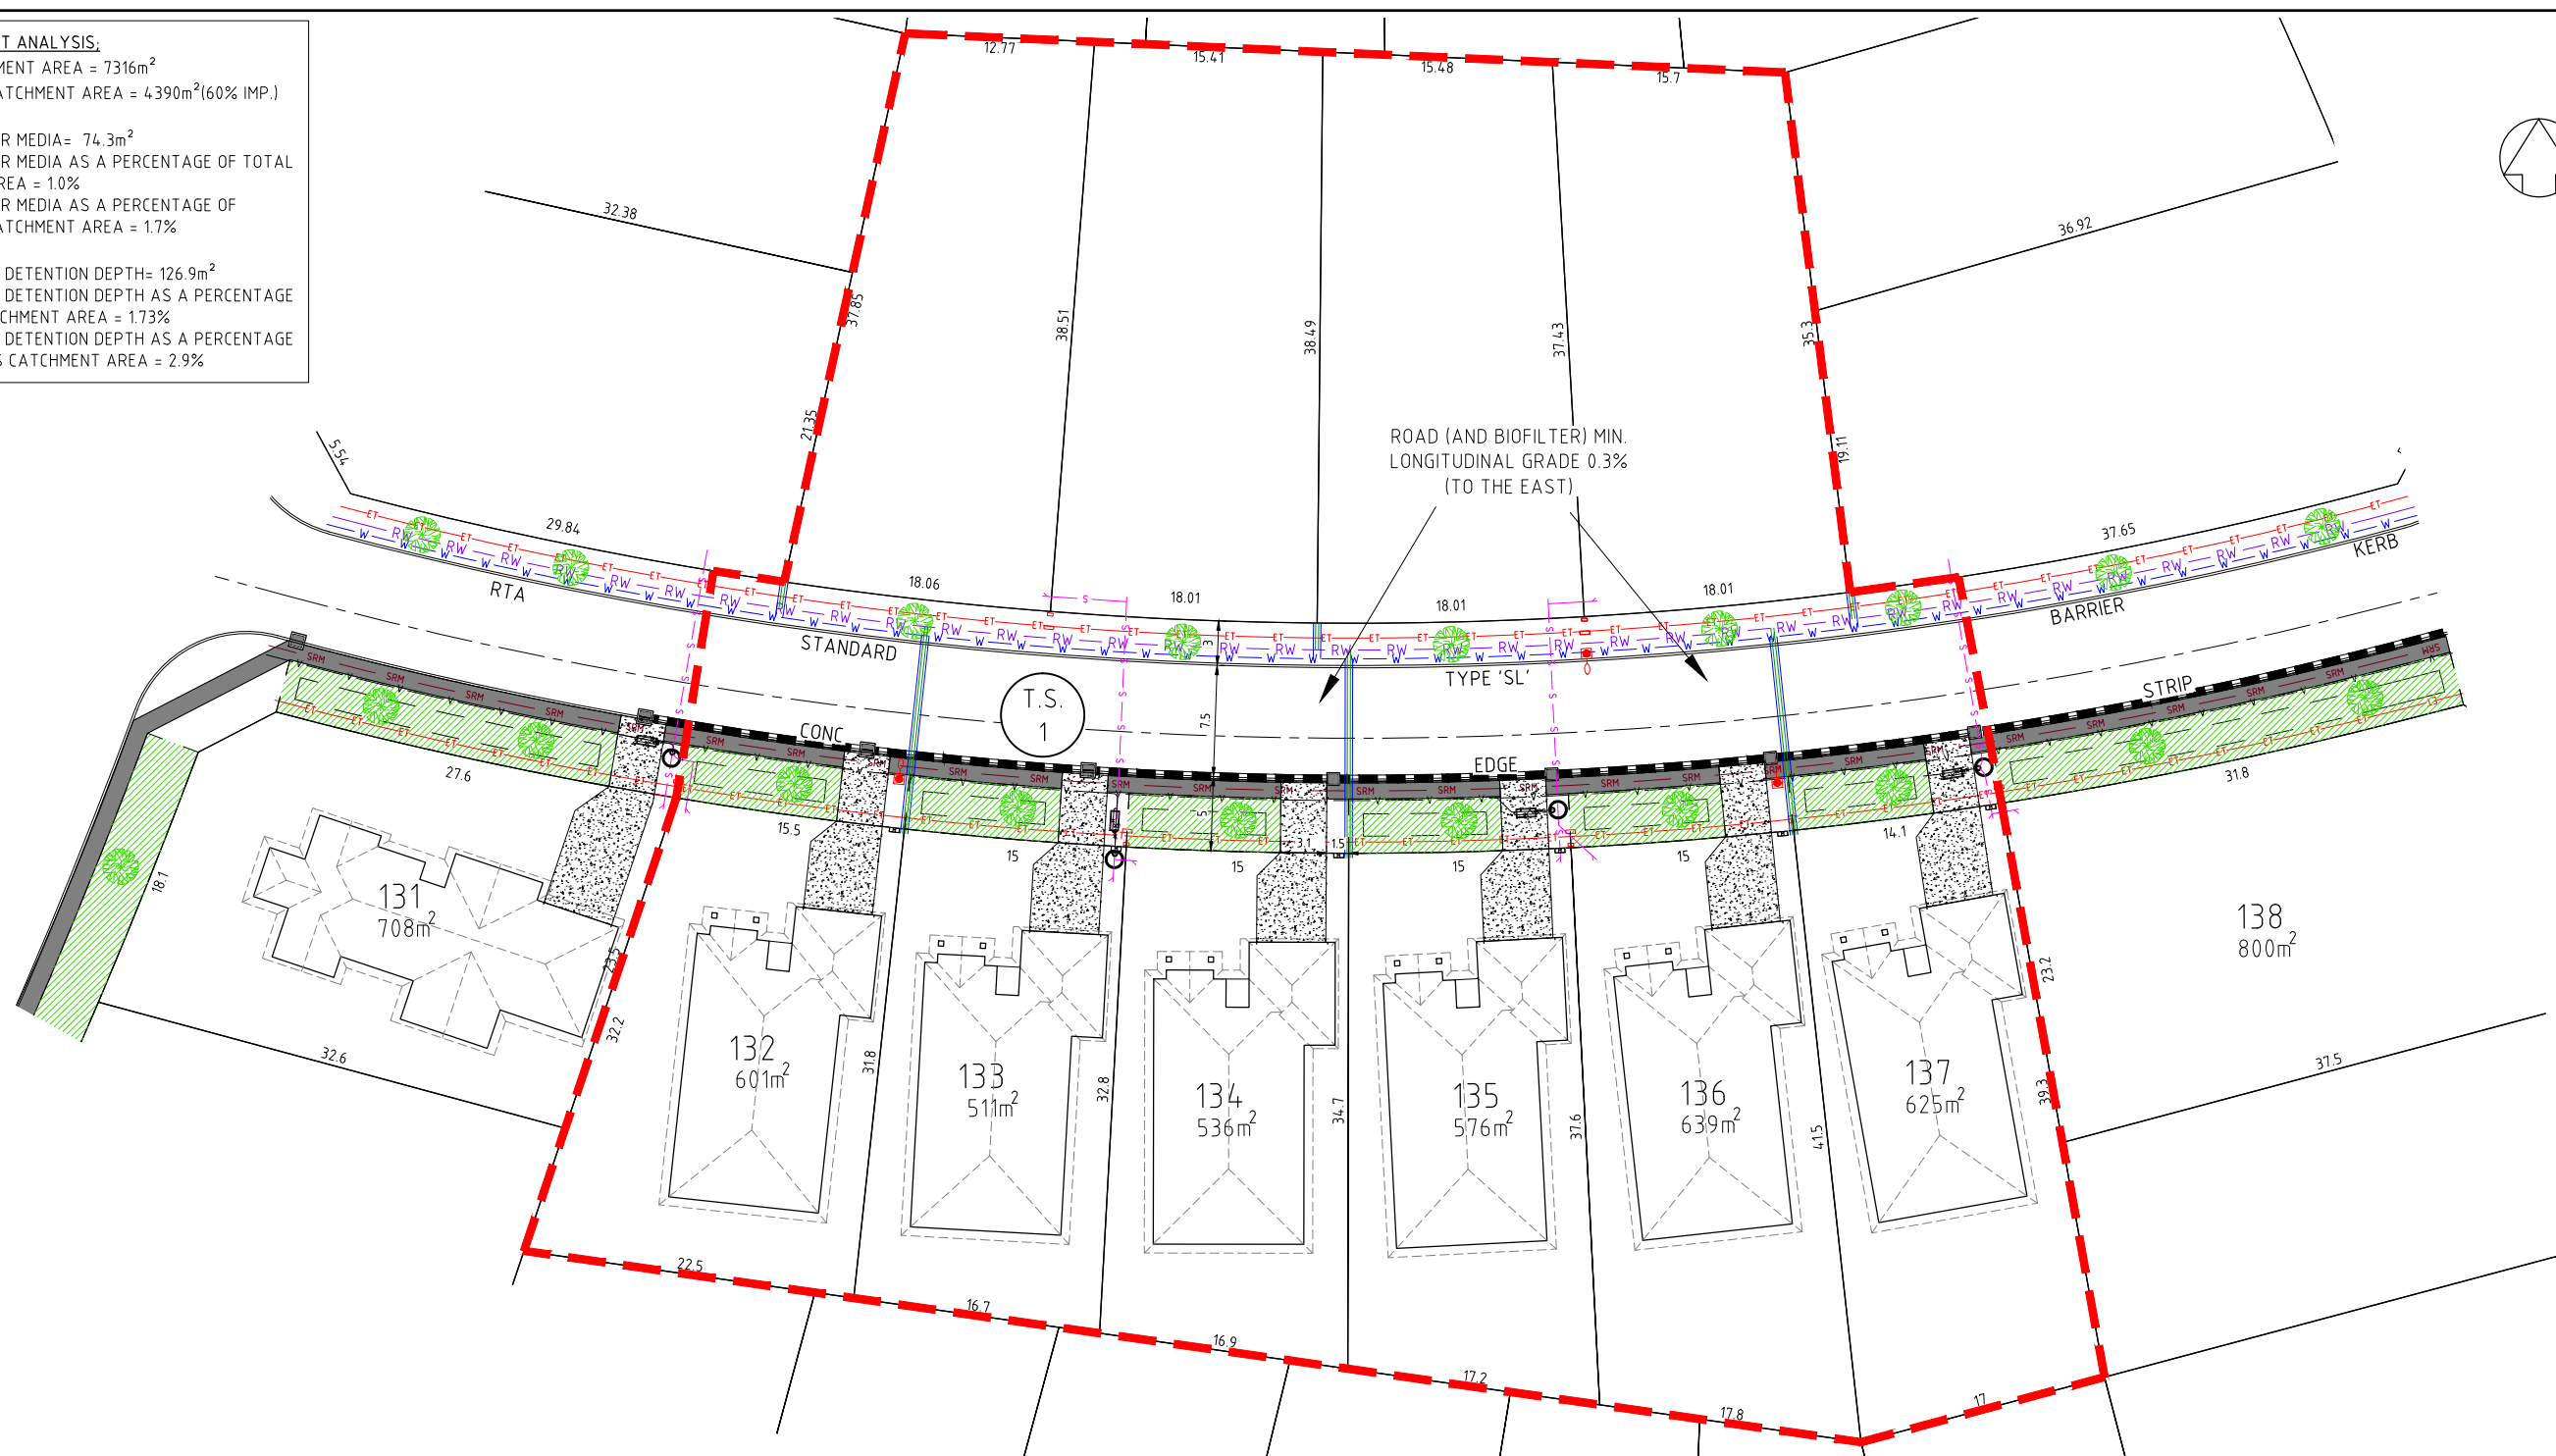 T ANALYSIS;
MENT AREA = 7316m²
ATCHMENT AREA = 4390m²(60% IMP.)
R MEDIA= 74.3m²
R MEDIA AS A PERCENTAGE OF TOTAL
REA = 1.0%
R MEDIA AS A PERCENTAGE OF
ATCHMENT AREA = 1.7%
DETENTION DEPTH= 126.9m²
DETENTION DEPTH AS A PERCENTAGE
CHMENT AREA = 1.73%
DETENTION DEPTH AS A PERCENTAGE
S CATCHMENT AREA = 2.9%
12.77
15.41
15.48
15.7
32.38
36.92
37.85
38.51
38.49
37.43
35.3
21.35
19.11
ROAD (AND BIOFILTER) MIN.
LONGITUDINAL GRADE 0.3%
(TO THE EAST)
5.54
29.84
18.06
18.01
18.01
18.01
37.65
RTA
STANDARD
TYPE 'SL'
BARRIER
KERB
3
7.5
5
T.S.
1
CONC
EDGE
STRIP
27.6
15.5
15
15
3.1
1.5
15
15
14.1
31.8
18.1
131
708m²
23.5
32.2
32.6
132
601m²
31.8
133
511m²
32.8
134
536m²
34.7
135
576m²
37.6
136
639m²
41.5
137
625m²
23.2
39.3
138
800m²
37.5
22.5
16.7
16.9
17.2
17.8
17